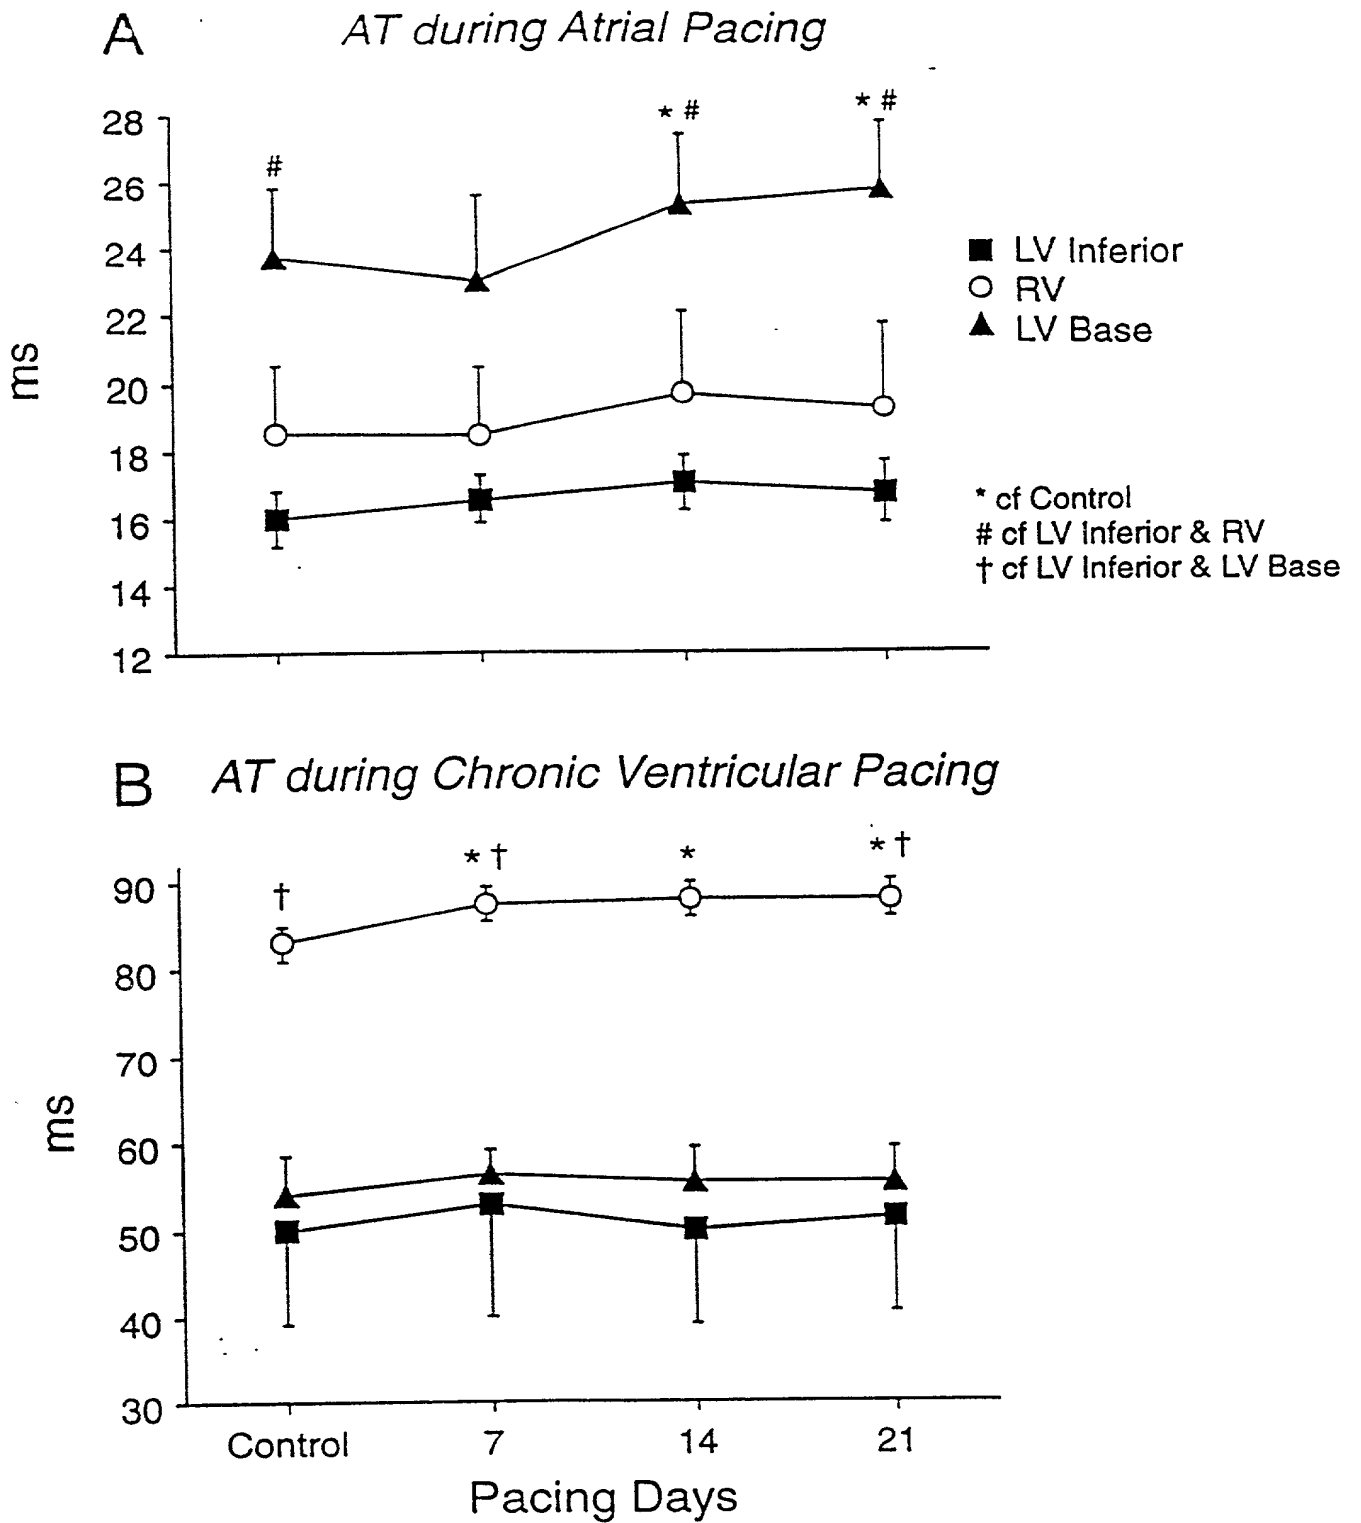 A AT during Atrial Pacing
* #
* #
28
#
26
24
22
20
18
16
14
12
ms
LV Inferior
RV
LV Base
* cf Control
# cf LV Inferior & RV
† cf LV Inferior & LV Base
B AT during Chronic Ventricular Pacing
* †
*
* †
†
90
80
70
60
50
40
30
ms
Control 7 14 21
Pacing Days